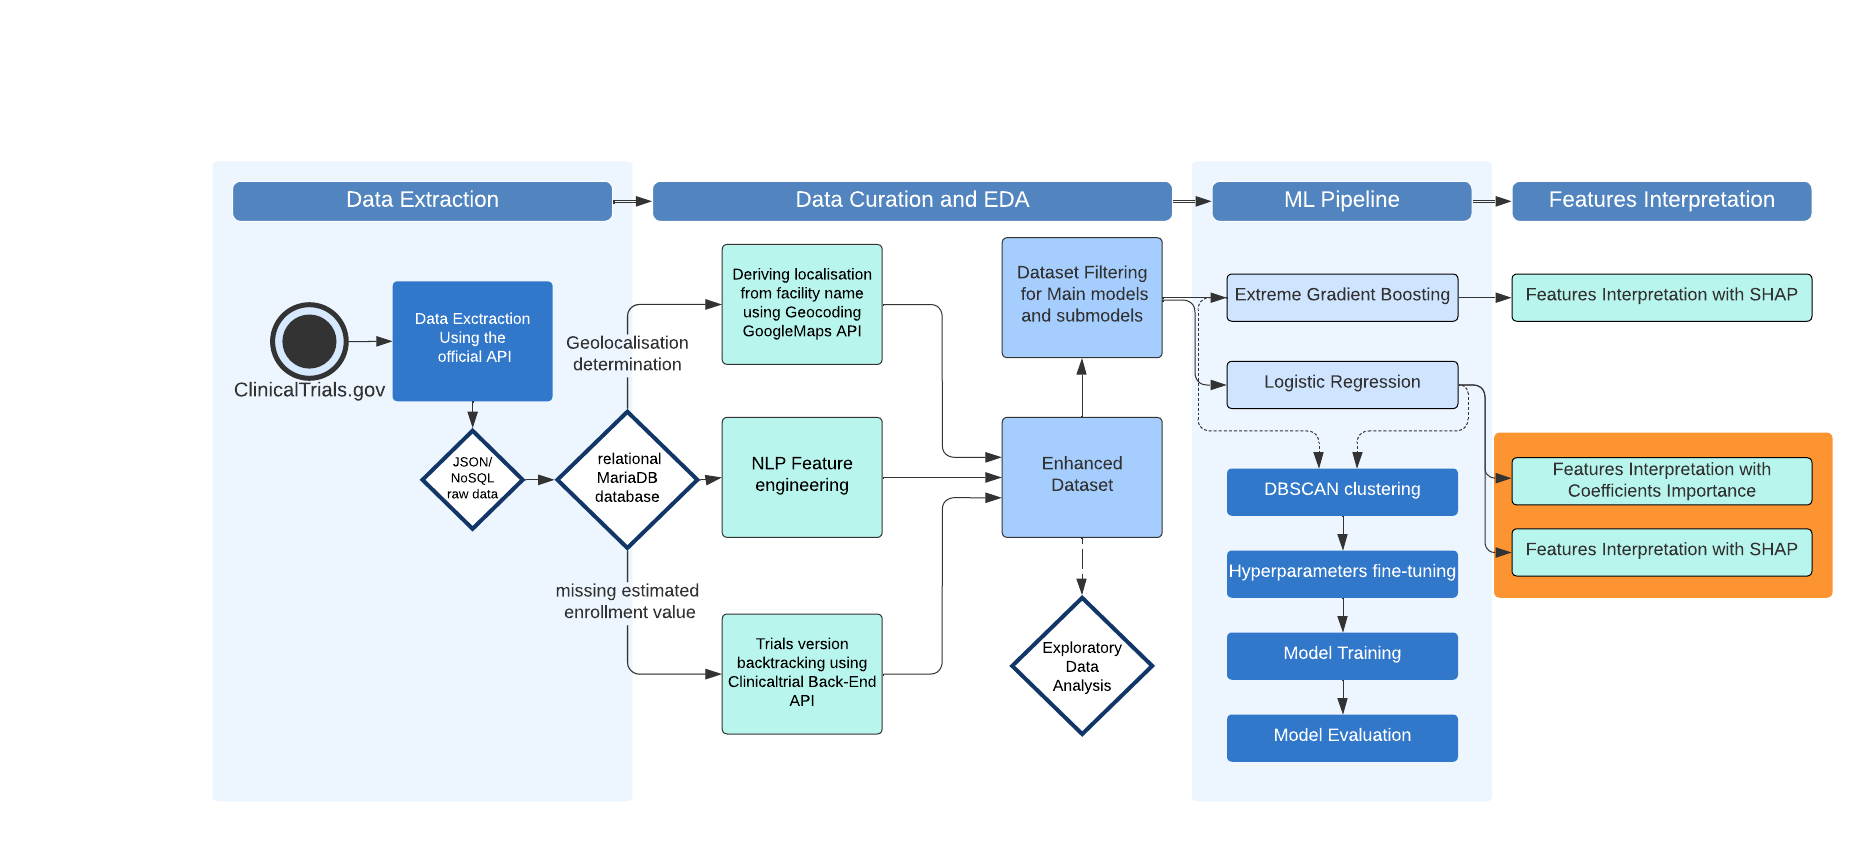 Data Extraction
Data Curation and EDA
ML Pipeline
Features Interpretation
ClinicalTrials.gov
Data Exctraction
Using the
official API
JSON/
NoSQL
raw data
relational
MariaDB
database
Geolocalisation
determination
missing estimated
enrollment value
Deriving localisation
from facility name
using Geocoding
GoogleMaps API
NLP Feature
engineering
Trials version
backtracking using
Clinicaltrial Back-End
API
Dataset Filtering
for Main models
and submodels
Enhanced
Dataset
Exploratory
Data
Analysis
Extreme Gradient Boosting
Logistic Regression
DBSCAN clustering
Hyperparameters fine-tuning
Model Training
Model Evaluation
Features Interpretation with SHAP
Features Interpretation with
Coefficients Importance
Features Interpretation with SHAP